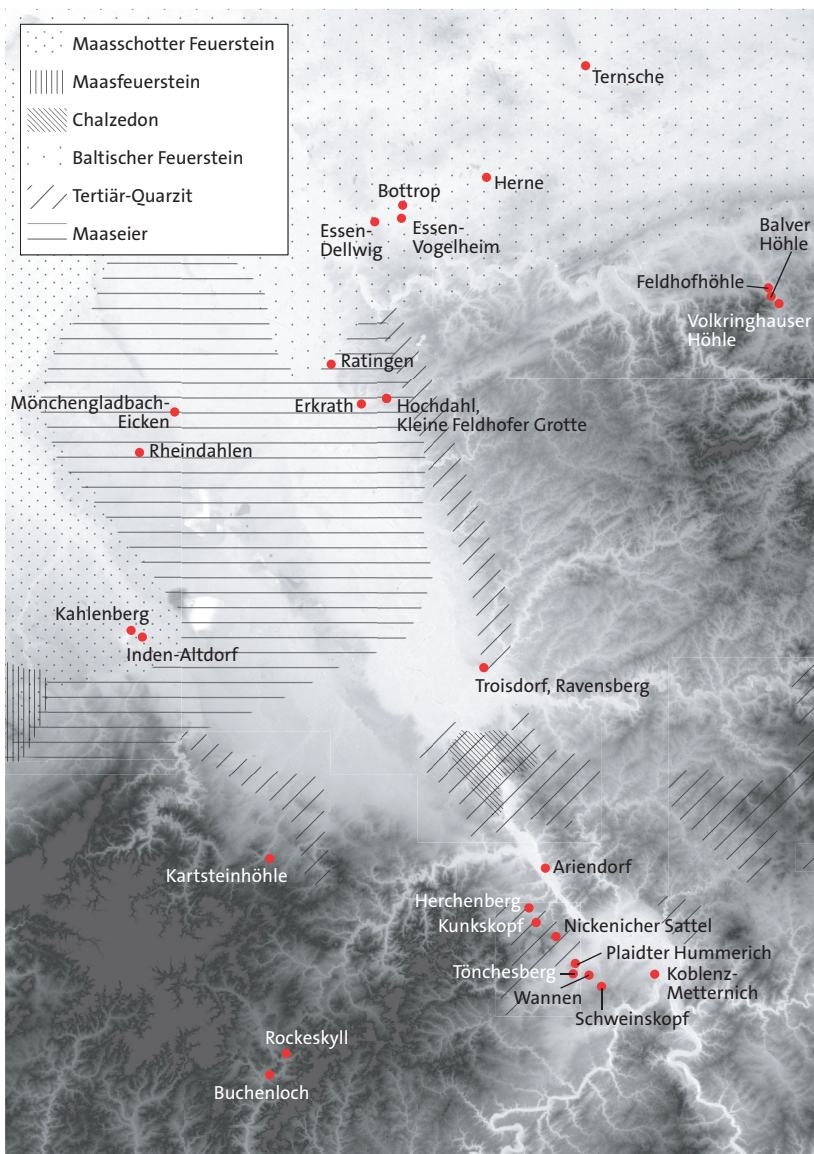 Maasschotter Feuerstein
Maasfeuerstein
Chalzedon
Baltischer Feuerstein
Tertiär-Quarzit
Maaseier
Ternsche
Herne
Bottrop
Essen-
Dellwig
Essen-
Vogelheim
Balver
Höhle
Feldhofhöhle
Volkringhauser
Höhle
Ratingen
Mönchengladbach-
Eicken
Erkrath
Hochdahl,
Kleine Feldhofer Grotte
Rheindahlen
Kahlenberg
Inden-Altdorf
Troisdorf, Ravensberg
Kartsteinhöhle
Ariendorf
Herchenberg
Kunkskopf
Nickenicher Sattel
Plaidter Hummerich
Tönchesberg
Wannen
Koblenz-
Metternich
Schweinskopf
Rockeskyll
Buchenloch